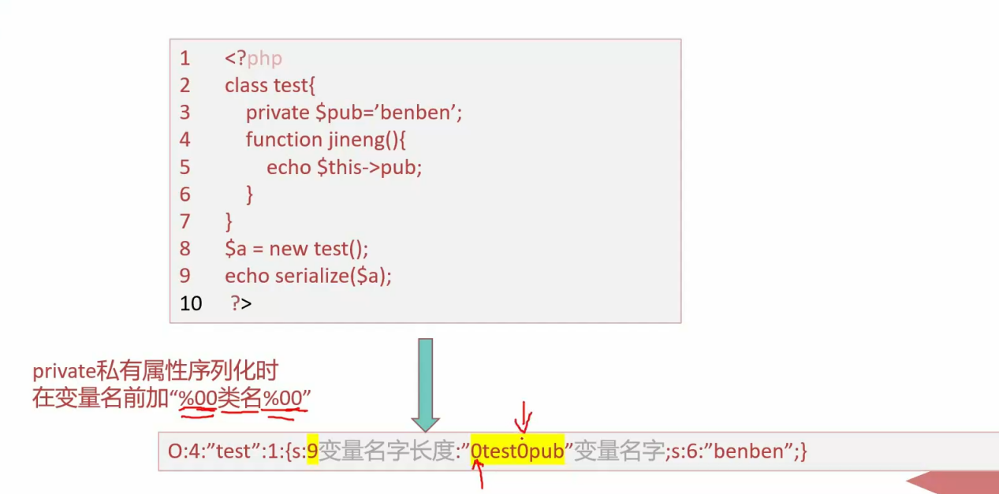 1 <?php
2 class test{
3 private $pub=’benben’;
4 function jineng(){
5 echo $this->pub;
6 }
7 }
8 $a = new test();
9 echo serialize($a);
10 ?>
private私有属性序列化时
在变量名前加“%00类名%00”
O:4:”test”:1:{s:9变量名字长度:”0test0pub”变量名字;s:6:”benben”;}